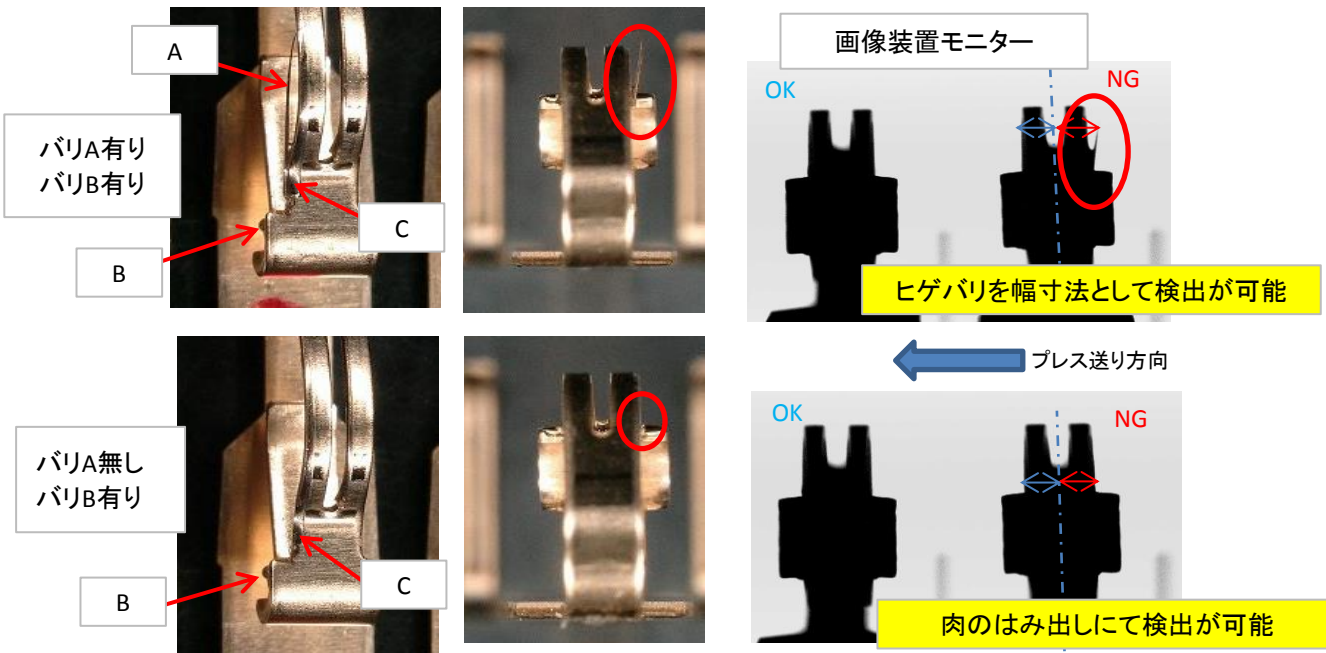 A
バリA有り
バリB有り
C
B
画像装置モニター
OK
NG
ヒゲバリを幅寸法として検出が可能
プレス送り方向
バリA無し
バリB有り
C
B
OK
NG
肉のはみ出しにて検出が可能